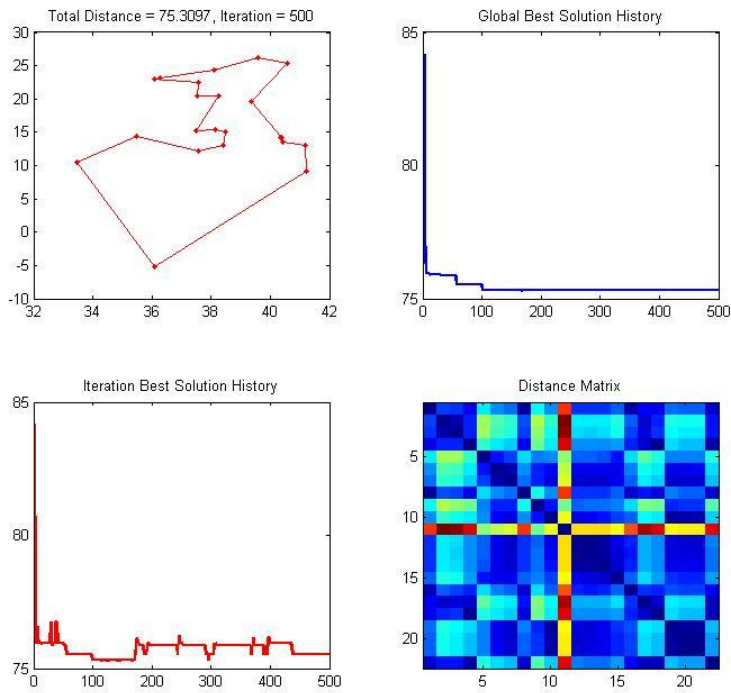 Total Distance = 75.3097, Iteration = 500
30
25
20
15
10
5
0
-5
-10
32 34 36 38 40 42
Global Best Solution History
85
80
75
0 100 200 300 400 500
Iteration Best Solution History
85
80
75
0 100 200 300 400 500
Distance Matrix
5
10
15
20
5 10 15 20